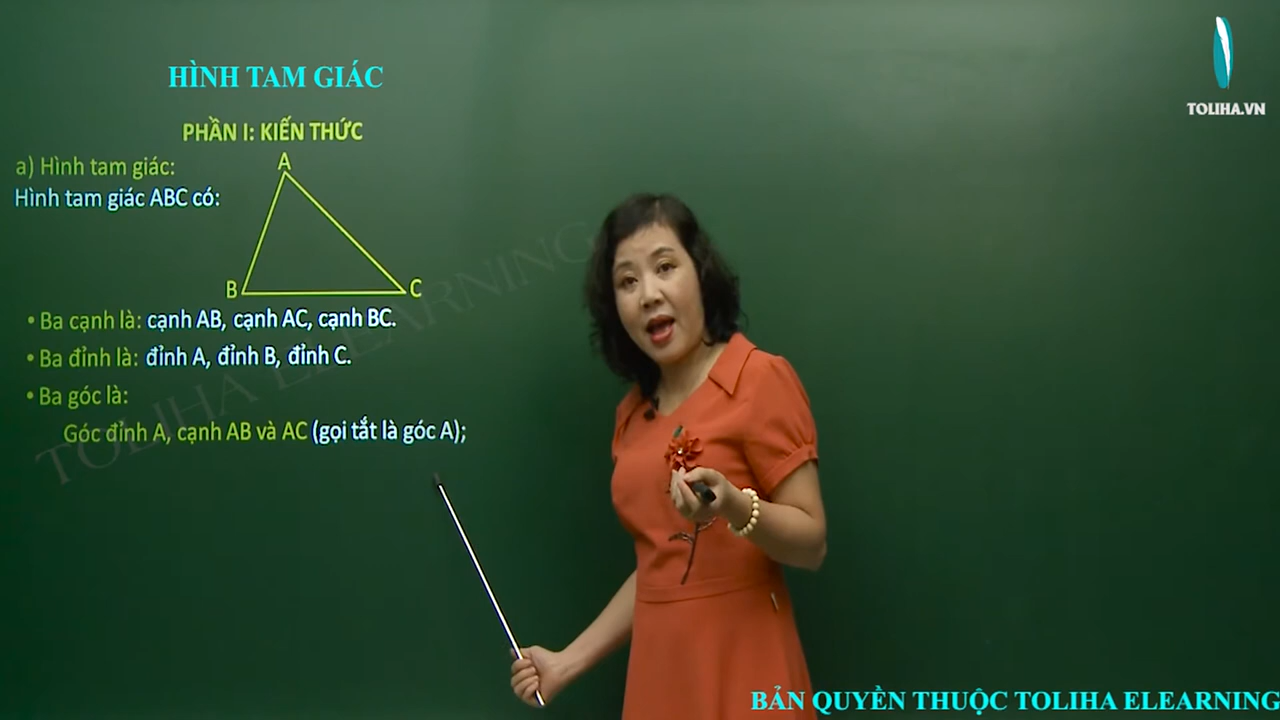 HÌNH TAM GIÁC
TOLIHA.VN
PHẦN I: KIẾN THỨC
a) Hình tam giác:
Hình tam giác ABC có:
A
B
C
• Ba cạnh là: cạnh AB, cạnh AC, cạnh BC.
• Ba đỉnh là: đỉnh A, đỉnh B, đỉnh C.
• Ba góc là:
Góc đỉnh A, cạnh AB và AC (gọi tắt là góc A);
TOLIHA ELEARNING
BẢN QUYỀN THUỘC TOLIHA ELEARNING